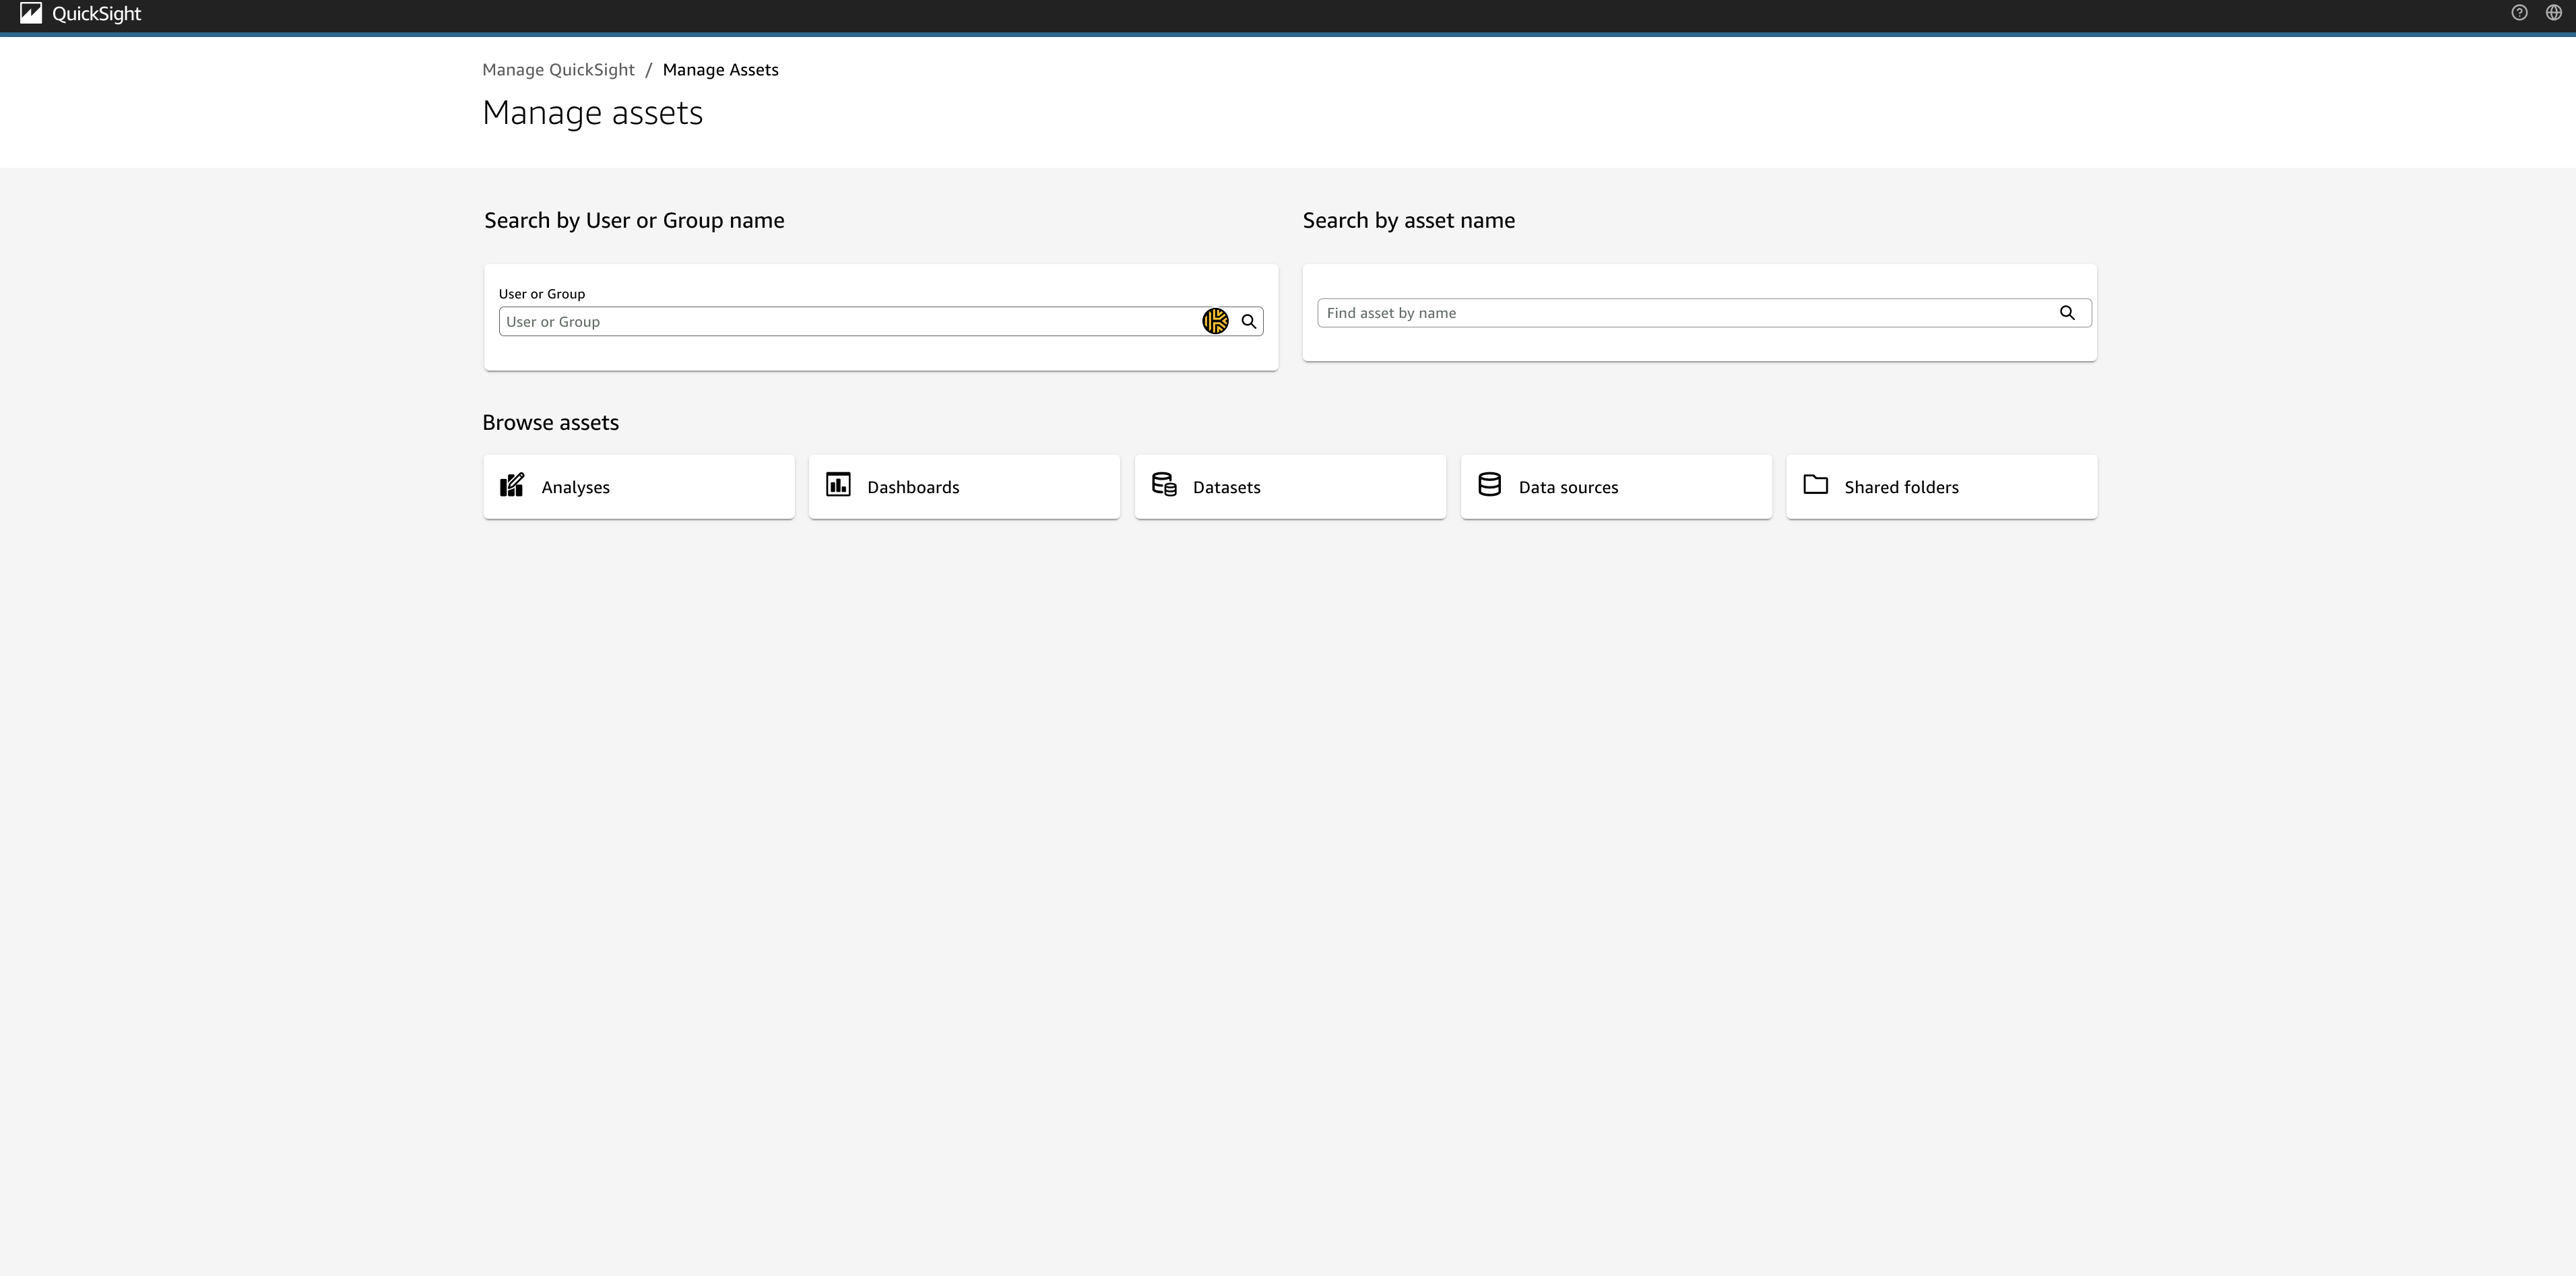 QuickSight
Manage QuickSight / Manage Assets
Manage assets
Search by User or Group name
Search by asset name
User or Group
User or Group
Find asset by name
Browse assets
Analyses
Dashboards
Datasets
Data sources
Shared folders